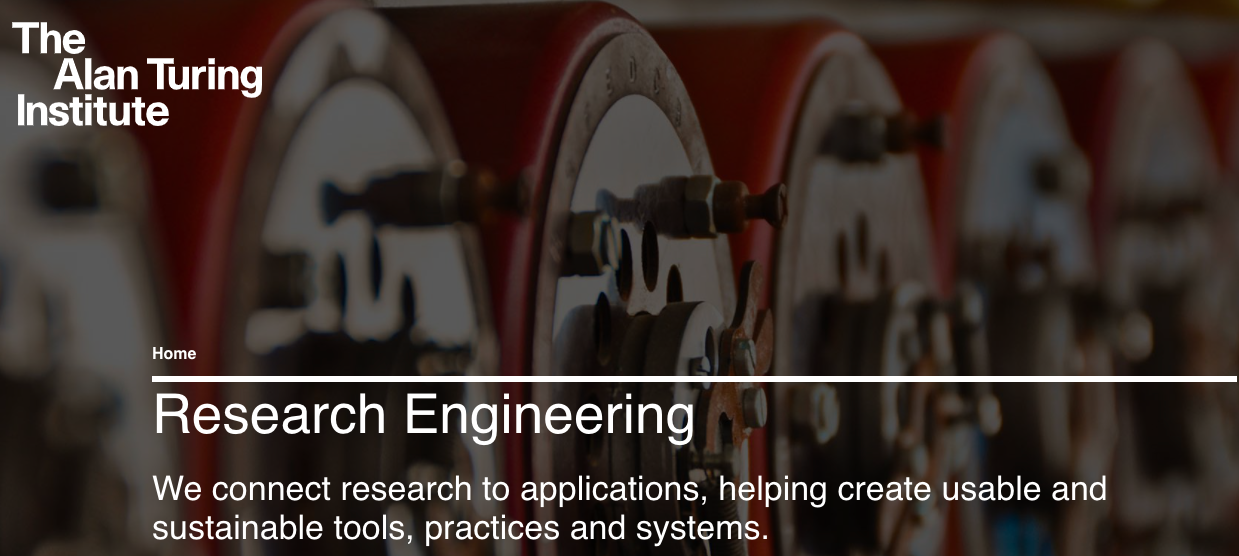 The
Alan Turing
Institute
Home
Research Engineering
We connect research to applications, helping create usable and
sustainable tools, practices and systems.